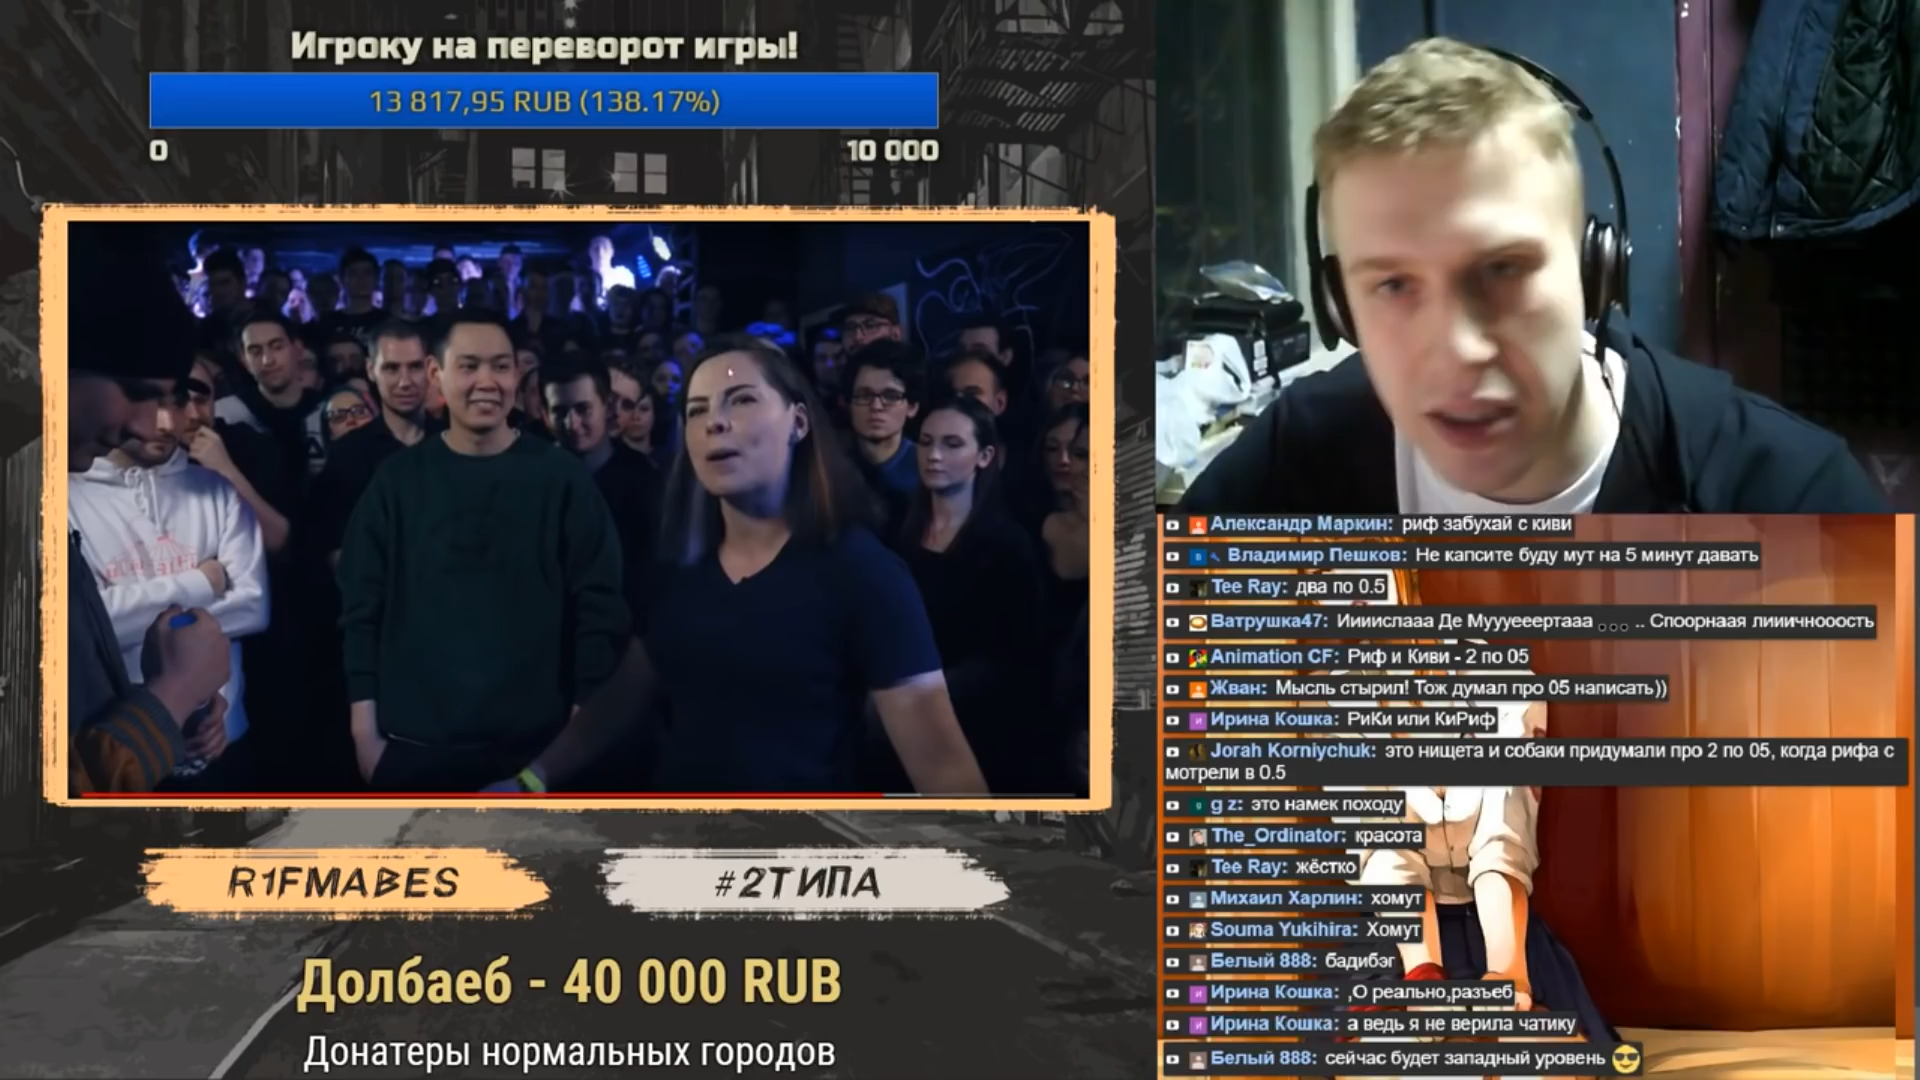 Игроку на переворот игры!
13 817,95 RUB (138.17%)
0
10 000
R1FMABES
#2ТИПА
Долбаеб - 40 000 RUB
Донатеры нормальных городов
Александр Маркин: риф забухай с киви
Владимир Пешков: Не капсите буду мут на 5 минут давать
Tee Ray: два по 0.5
Ватрушка47: Иииислааа Де Муууееертааа ... .. Споорнаая лииичнооость
Animation CF: Риф и Киви - 2 по 05
Жван: Мысль стырил! Тож думал про 05 написать))
Ирина Кошка: РиКи или КиРиф
Jorah Korniychuk: это нищета и собаки придумали про 2 по 05, когда рифа с
мотрели в 0.5
g z: это намек походу
The_Ordinator: красота
Tee Ray: жёстко
Михаил Харлин: хомут
Souma Yukihira: Хомут
Белый 888: бадибэг
Ирина Кошка: ,О реально,разъеб
Ирина Кошка: а ведь я не верила чатику
Белый 888: сейчас будет западный уровень 😎